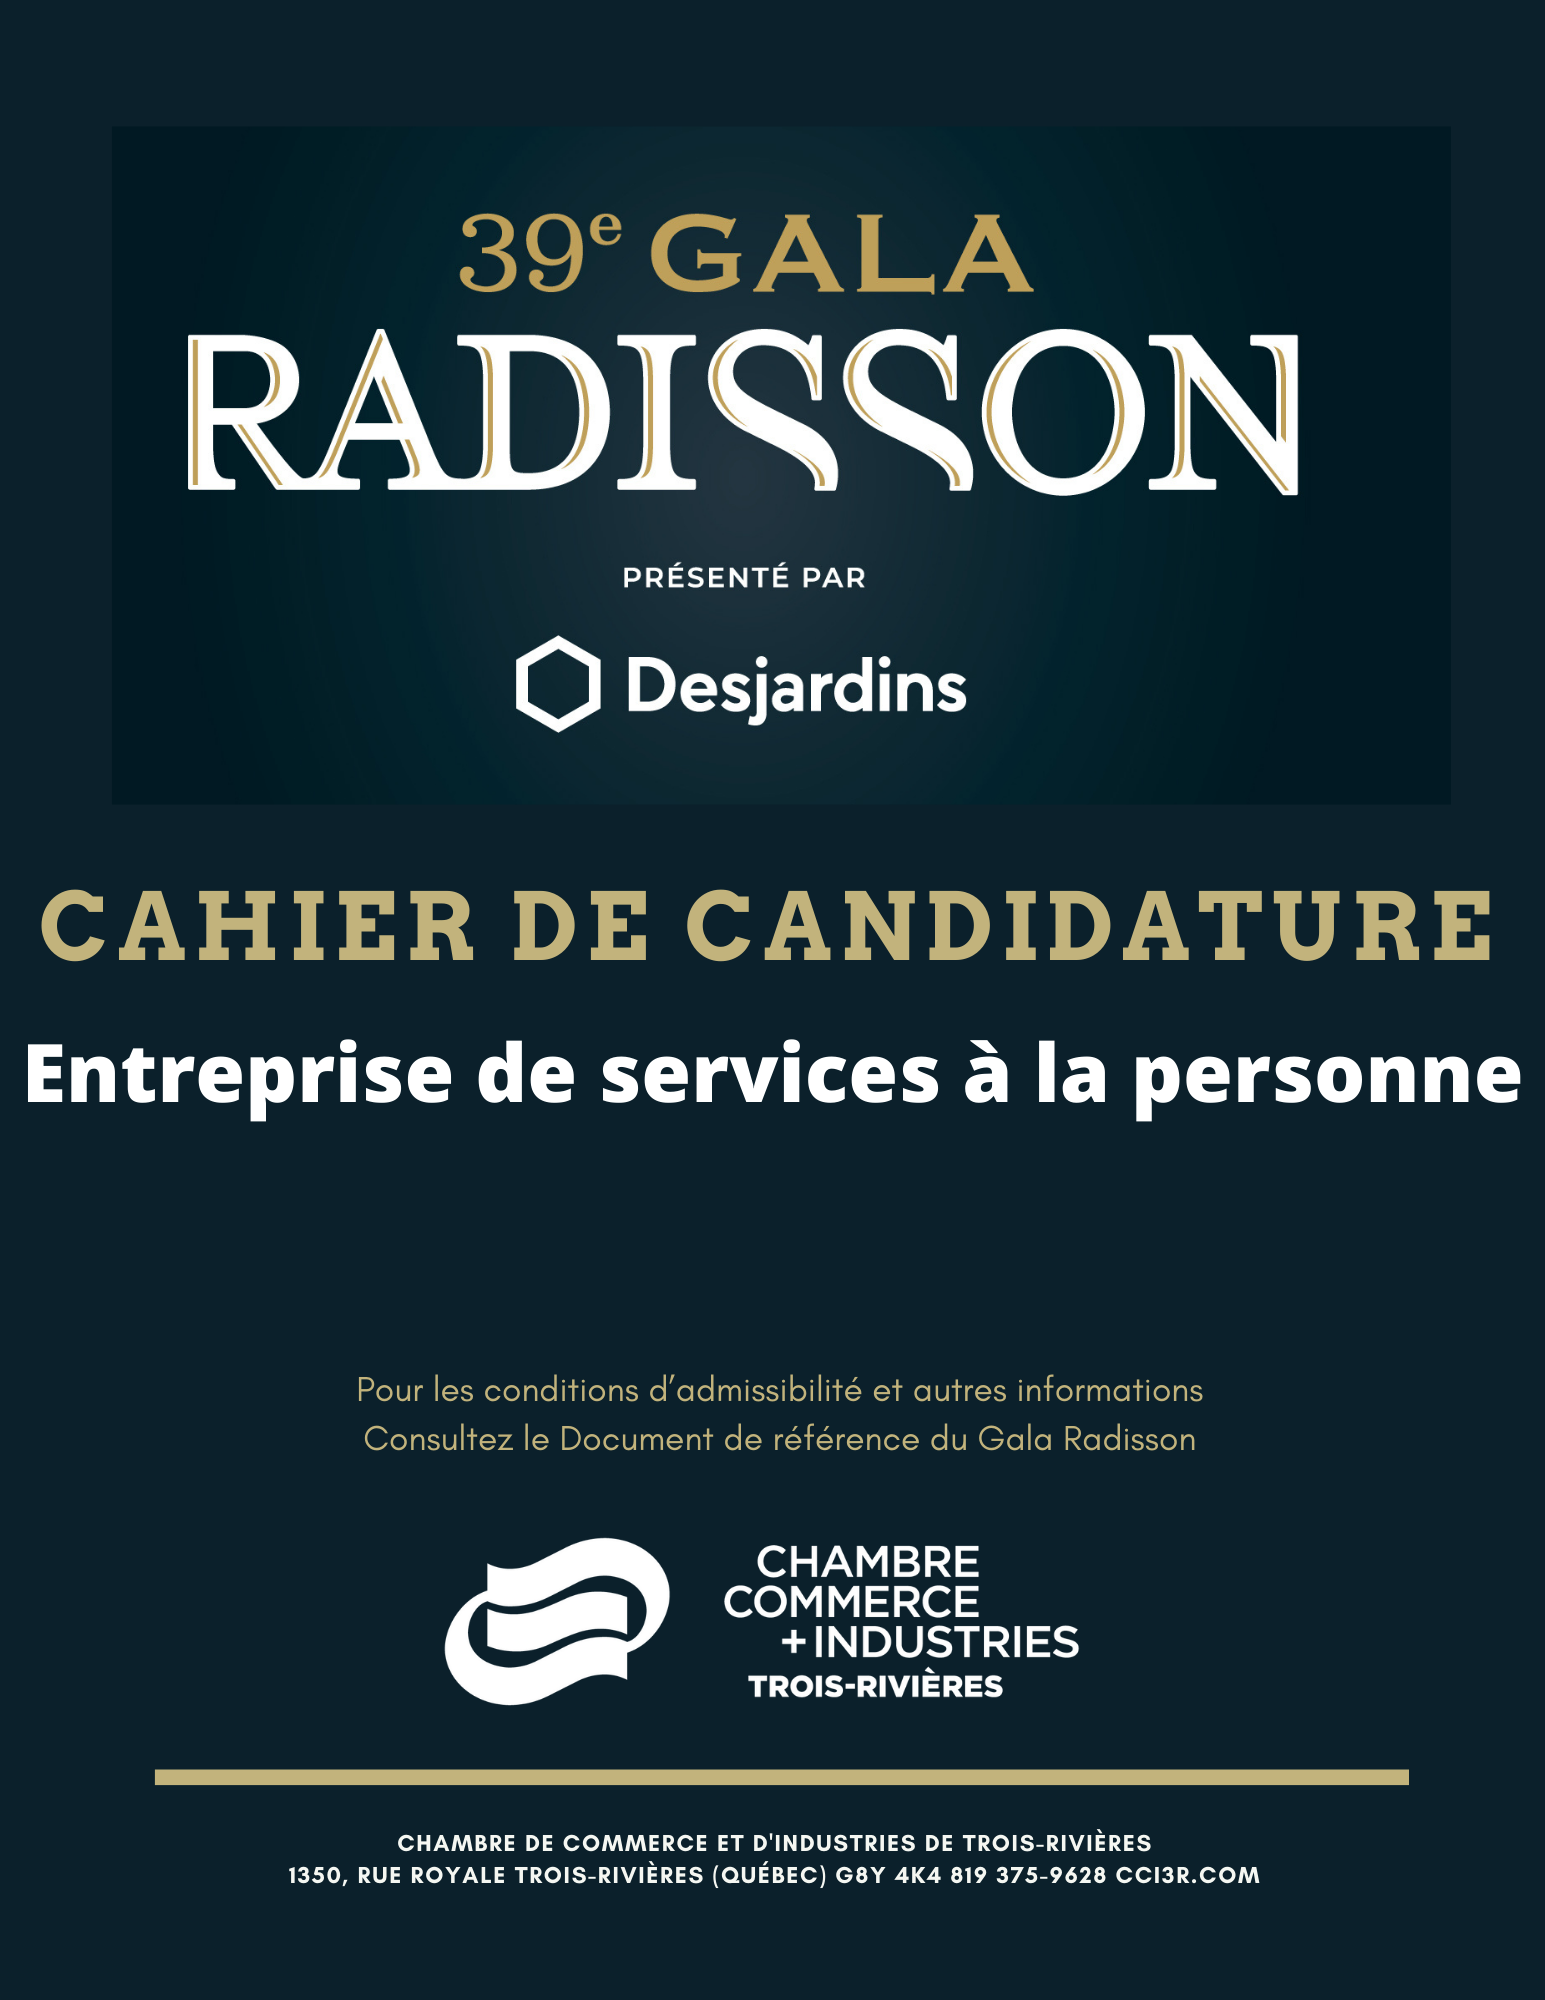 39e GALA
RADISSON
PRÉSENTÉ PAR
Desjardins
CAHIER DE CANDIDATURE
Entreprise de services à la personne
Pour les conditions d’admissibilité et autres informations
Consultez le Document de référence du Gala Radisson
CHAMBRE
COMMERCE
+INDUSTRIES
TROIS-RIVIÈRES
CHAMBRE DE COMMERCE ET D'INDUSTRIES DE TROIS-RIVIÈRES
1350, RUE ROYALE TROIS-RIVIÈRES (QUÉBEC) G8Y 4K4 819 375-9628 CCI3R.COM